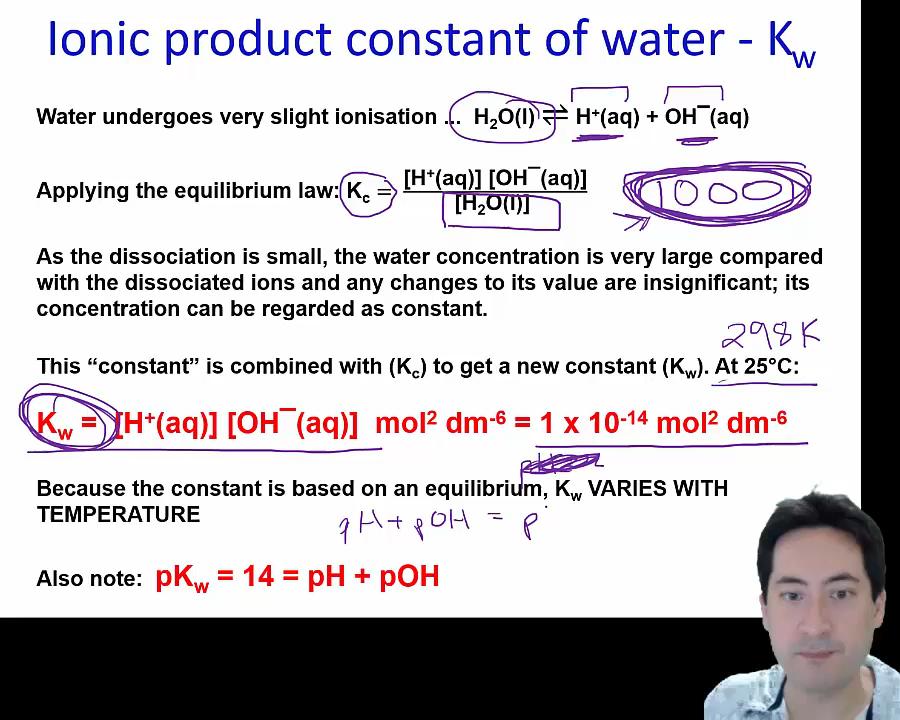 Ionic product constant of water - Kw
Water undergoes very slight ionisation ... H₂O(l) ⇌ H⁺(aq) + OH⁻(aq)
Applying the equilibrium law: Kc = [H⁺(aq)] [OH⁻(aq)]
[H₂O(l)]
As the dissociation is small, the water concentration is very large compared
with the dissociated ions and any changes to its value are insignificant; its
concentration can be regarded as constant.
298K
This “constant” is combined with (Kc) to get a new constant (Kw). At 25°C:
Kw = [H⁺(aq)] [OH⁻(aq)] mol² dm⁻⁶ = 1 x 10⁻¹⁴ mol² dm⁻⁶
Because the constant is based on an equilibrium, Kw VARIES WITH
TEMPERATURE
pH + pOH = p
Also note: pKw = 14 = pH + pOH